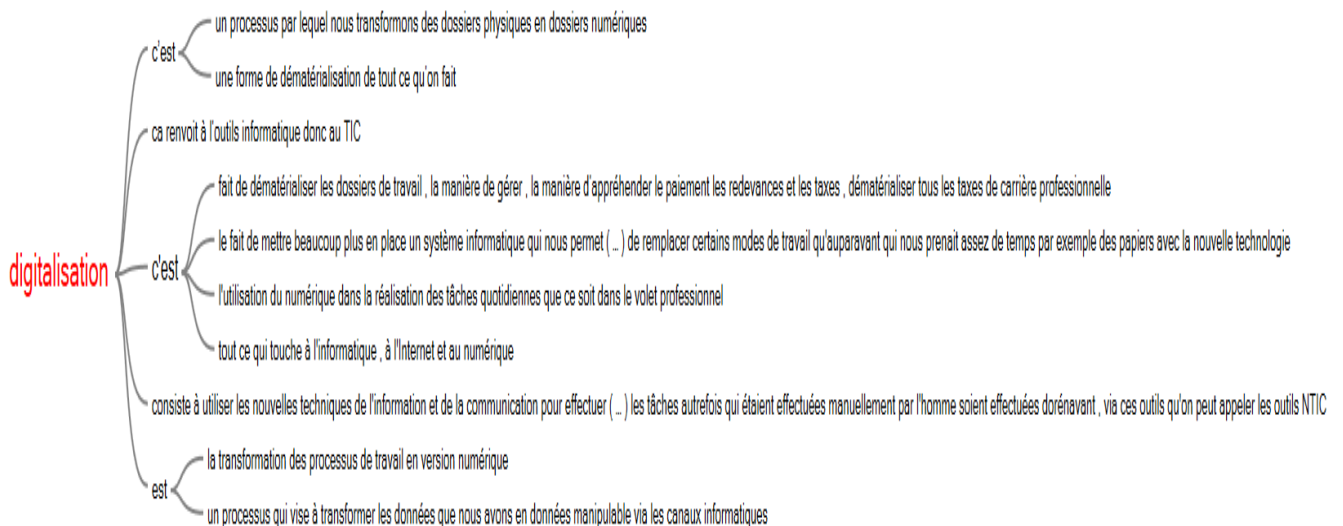 un processus par lequel nous transformons des dossiers physiques en dossiers numériques
c'est
une forme de dématérialisation de tout ce qu'on fait
ca renvoit à l'outils informatique donc au TIC
fait de dématérialiser les dossiers de travail , la manière de gérer , la manière d'appréhender le paiement les redevances et les taxes , dématérialiser tous les taxes de carrière professionnelle
le fait de mettre beaucoup plus en place un système informatique qui nous permet ( ... ) de remplacer certains modes de travail qu'auparavant qui nous prenait assez de temps par exemple des papiers avec la nouvelle technologie
digitalisation
c'est
l'utilisation du numérique dans la réalisation des tâches quotidiennes que ce soit dans le volet professionnel
tout ce qui touche à l'informatique , à l'Internet et au numérique
consiste à utiliser les nouvelles techniques de l'information et de la communication pour effectuer ( ... ) les tâches autrefois qui étaient effectuées manuellement par l'homme soient effectuées dorénavant , via ces outils qu'on peut appeler les outils NTIC
la transformation des processus de travail en version numérique
est
un processus qui vise à transformer les données que nous avons en données manipulable via les canaux informatiques